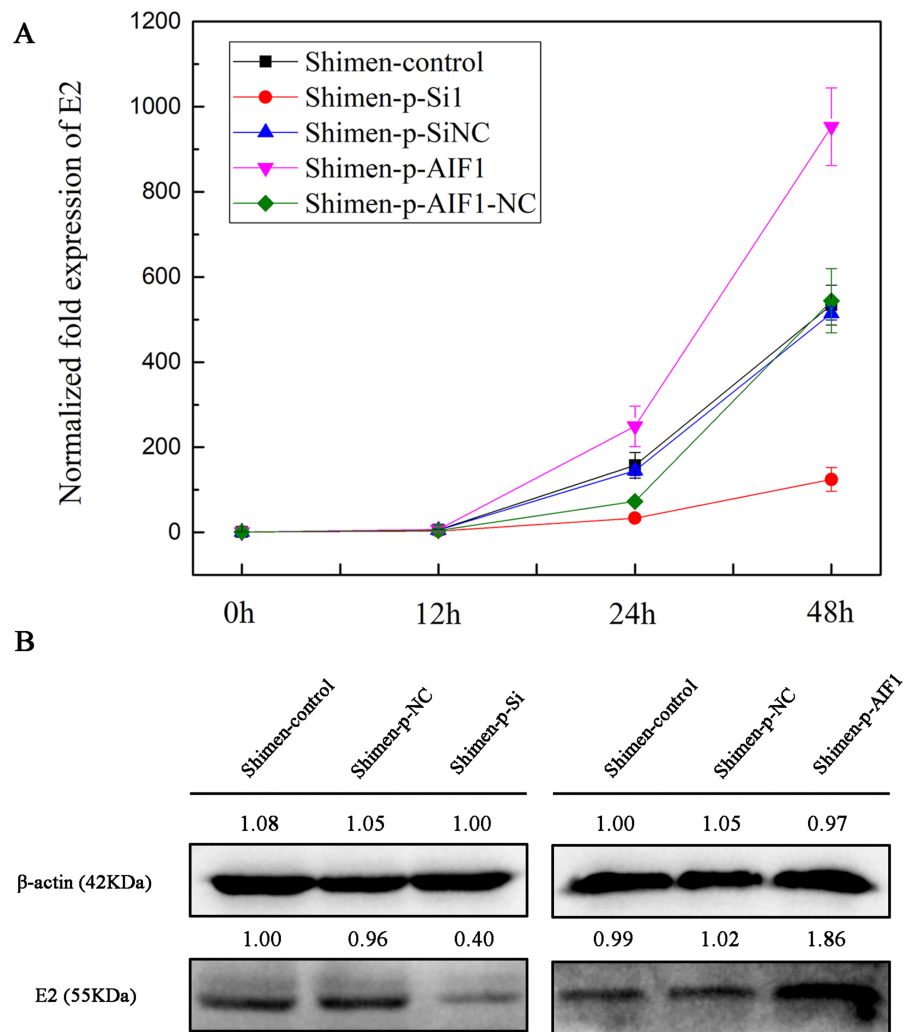 A
Normalized fold expression of E2
1200
1000
800
600
400
200
0
Shimen-control
Shimen-p-Si1
Shimen-p-SiNC
Shimen-p-AIF1
Shimen-p-AIF1-NC
0h 12h 24h 48h
B
Shimen-control Shimen-p-NC Shimen-p-Si Shimen-control Shimen-p-NC Shimen-p-AIF1
1.08 1.05 1.00 1.00 1.05 0.97
β-actin (42KDa)
1.00 0.96 0.40 0.99 1.02 1.86
E2 (55KDa)